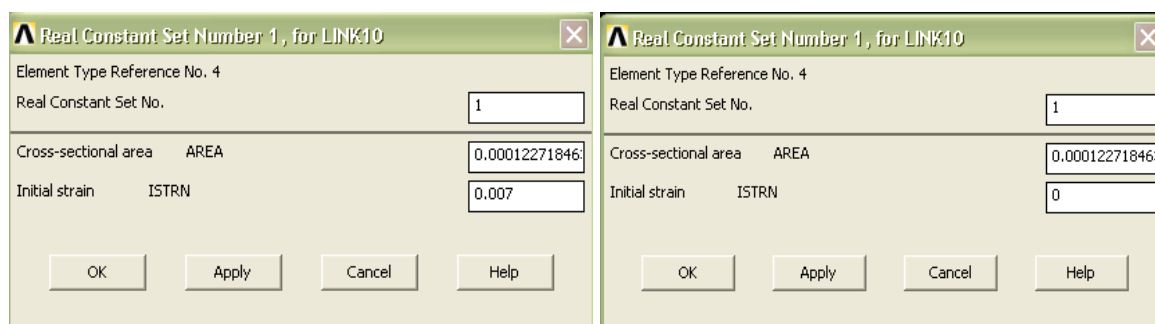 Real Constant Set Number 1, for LINK10
Element Type Reference No. 4
Real Constant Set No. 1
Cross-sectional area AREA 0.00012271846
Initial strain ISTRN 0.007
OK Apply Cancel Help
Real Constant Set Number 1, for LINK10
Element Type Reference No. 4
Real Constant Set No. 1
Cross-sectional area AREA 0.00012271846
Initial strain ISTRN 0
OK Apply Cancel Help